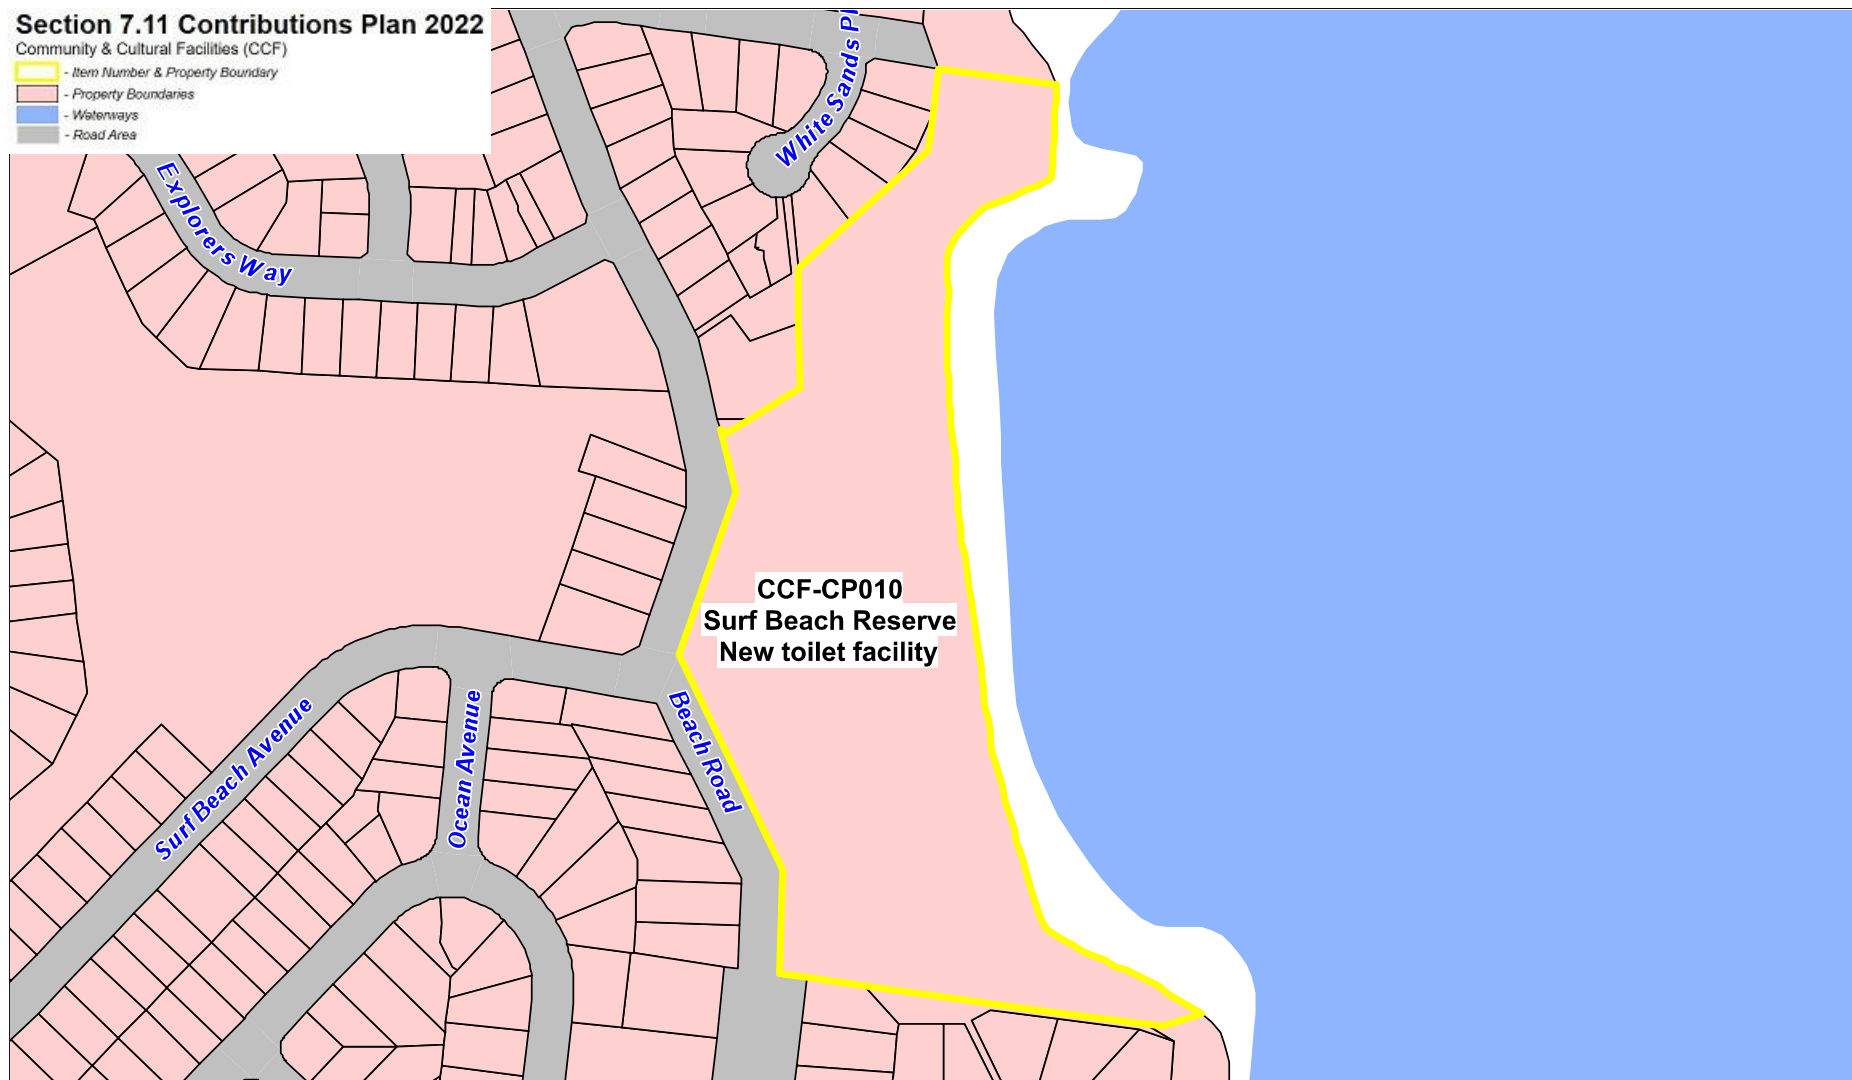 Section 7.11 Contributions Plan 2022
Community & Cultural Facilities (CCF)
- Item Number & Property Boundary
- Property Boundaries
- Waterways
- Road Area
White Sands Pl
Explorers Way
CCF-CP010
Surf Beach Reserve
New toilet facility
Beach Road
Ocean Avenue
Surf Beach Avenue